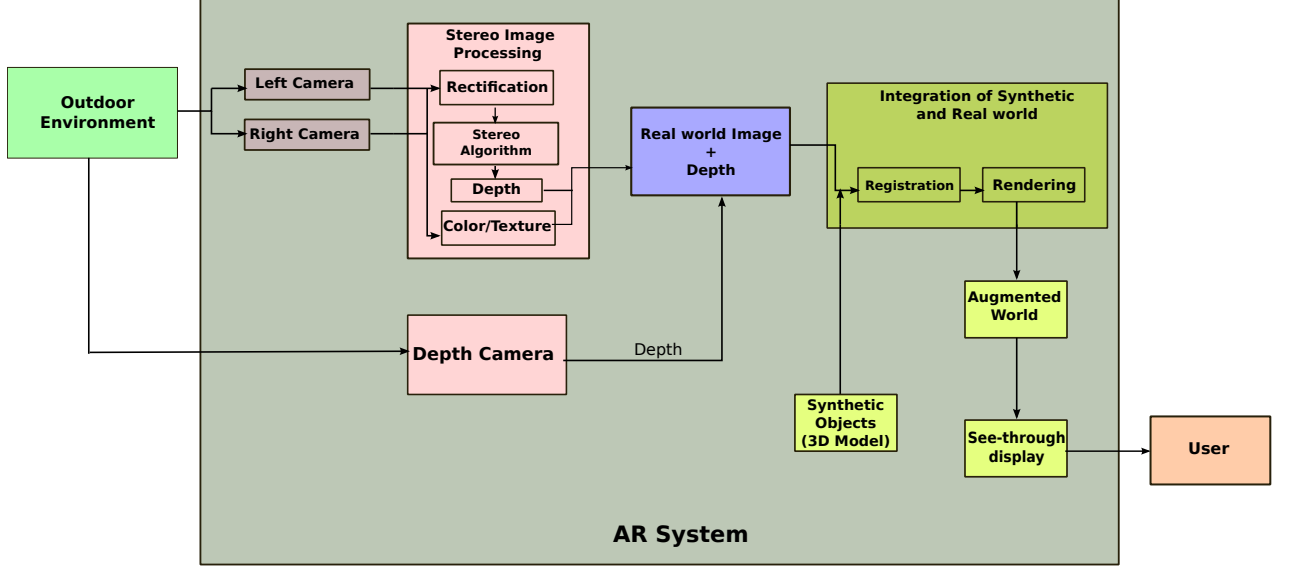 Outdoor
Environment
Left Camera
Right Camera
Stereo Image
Processing
Rectification
Stereo
Algorithm
Depth
Color/Texture
Real world Image
+
Depth
Integration of Synthetic
and Real world
Registration
Rendering
Depth Camera
Depth
Augmented
World
Synthetic
Objects
(3D Model)
See-through
display
User
AR System